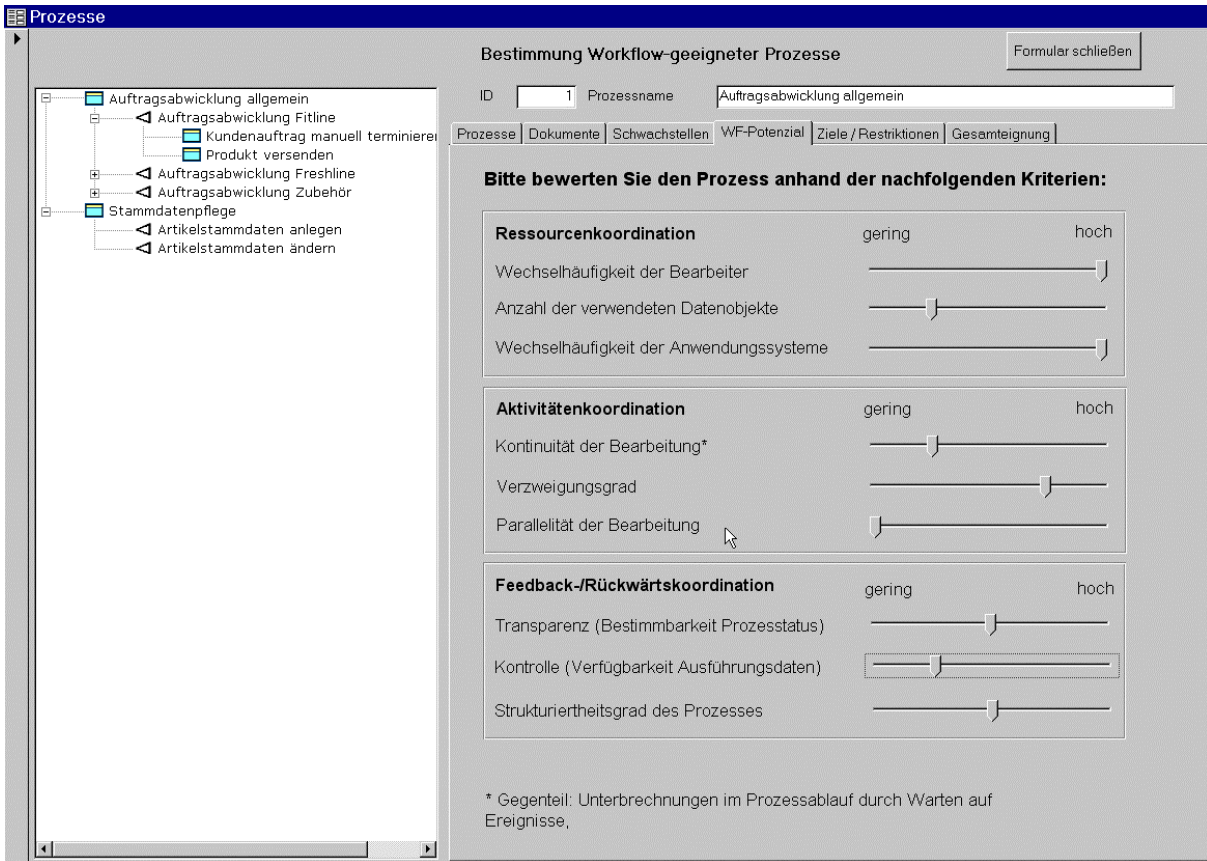 Prozesse
Bestimmung Workflow-geeigneter Prozesse
Formular schließen
ID 1 Prozessname Auftragsabwicklung allgemein
Prozesse Dokumente Schwachstellen WF-Potenzial Ziele / Restriktionen Gesamteignung
Auftragsabwicklung allgemein
Auftragsabwicklung Fitline
Kundenauftrag manuell terminieren
Produkt versenden
Auftragsabwicklung Freshline
Auftragsabwicklung Zubehör
Stammdatenpflege
Artikelstammdaten anlegen
Artikelstammdaten ändern
Bitte bewerten Sie den Prozess anhand der nachfolgenden Kriterien:
Ressourcenkoordination gering hoch
Wechselhäufigkeit der Bearbeiter
Anzahl der verwendeten Datenobjekte
Wechselhäufigkeit der Anwendungssysteme
Aktivitätenkoordination gering hoch
Kontinuität der Bearbeitung*
Verzweigungsgrad
Parallelität der Bearbeitung
Feedback-/Rückwärtskoordination gering hoch
Transparenz (Bestimmbarkeit Prozesstatus)
Kontrolle (Verfügbarkeit Ausführungsdaten)
Strukturiertheitsgrad des Prozesses
* Gegenteil: Unterbrechnungen im Prozessablauf durch Warten auf
Ereignisse,